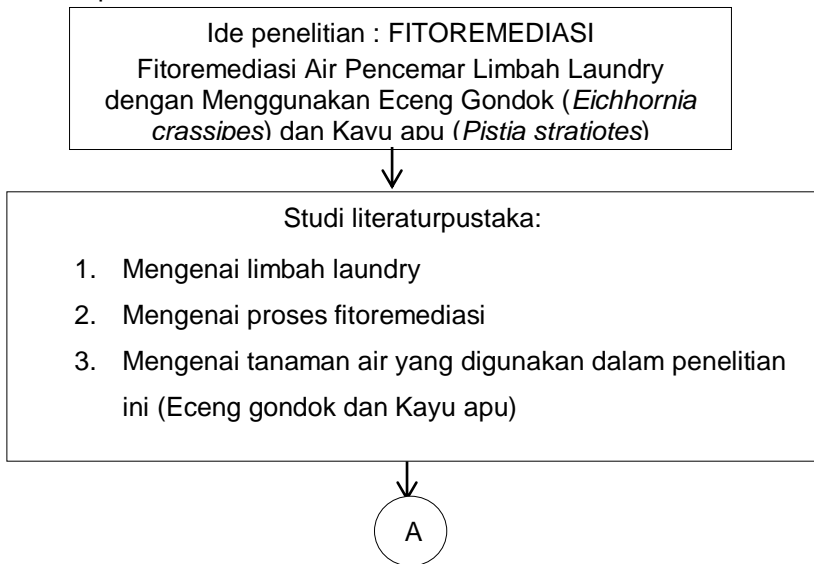 Ide penelitian : FITOREMEDIASI
Fitoremediasi Air Pencemar Limbah Laundry
dengan Menggunakan Eceng Gondok (Eichhornia
crassipes) dan Kayu apu (Pistia stratiotes)
Studi literaturpustaka:
1. Mengenai limbah laundry
2. Mengenai proses fitoremediasi
3. Mengenai tanaman air yang digunakan dalam penelitian
ini (Eceng gondok dan Kayu apu)
A